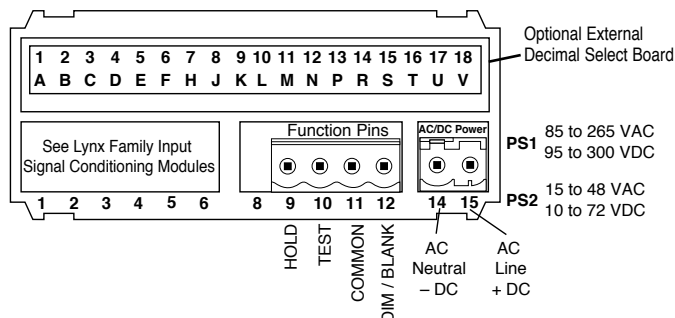 Optional External
Decimal Select Board
1 2 3 4 5 6 7 8 9 10 11 12 13 14 15 16 17 18
A B C D E F H J K L M N P R S T U V
See Lynx Family Input
Signal Conditioning Modules
Function Pins
AC/DC Power
PS1 85 to 265 VAC
95 to 300 VDC
PS2 15 to 48 VAC
10 to 72 VDC
1 2 3 4 5 6 8 9 10 11 12 14 15
HOLD
TEST
COMMON
DIM / BLANK
AC
Neutral
– DC
AC
Line
+ DC